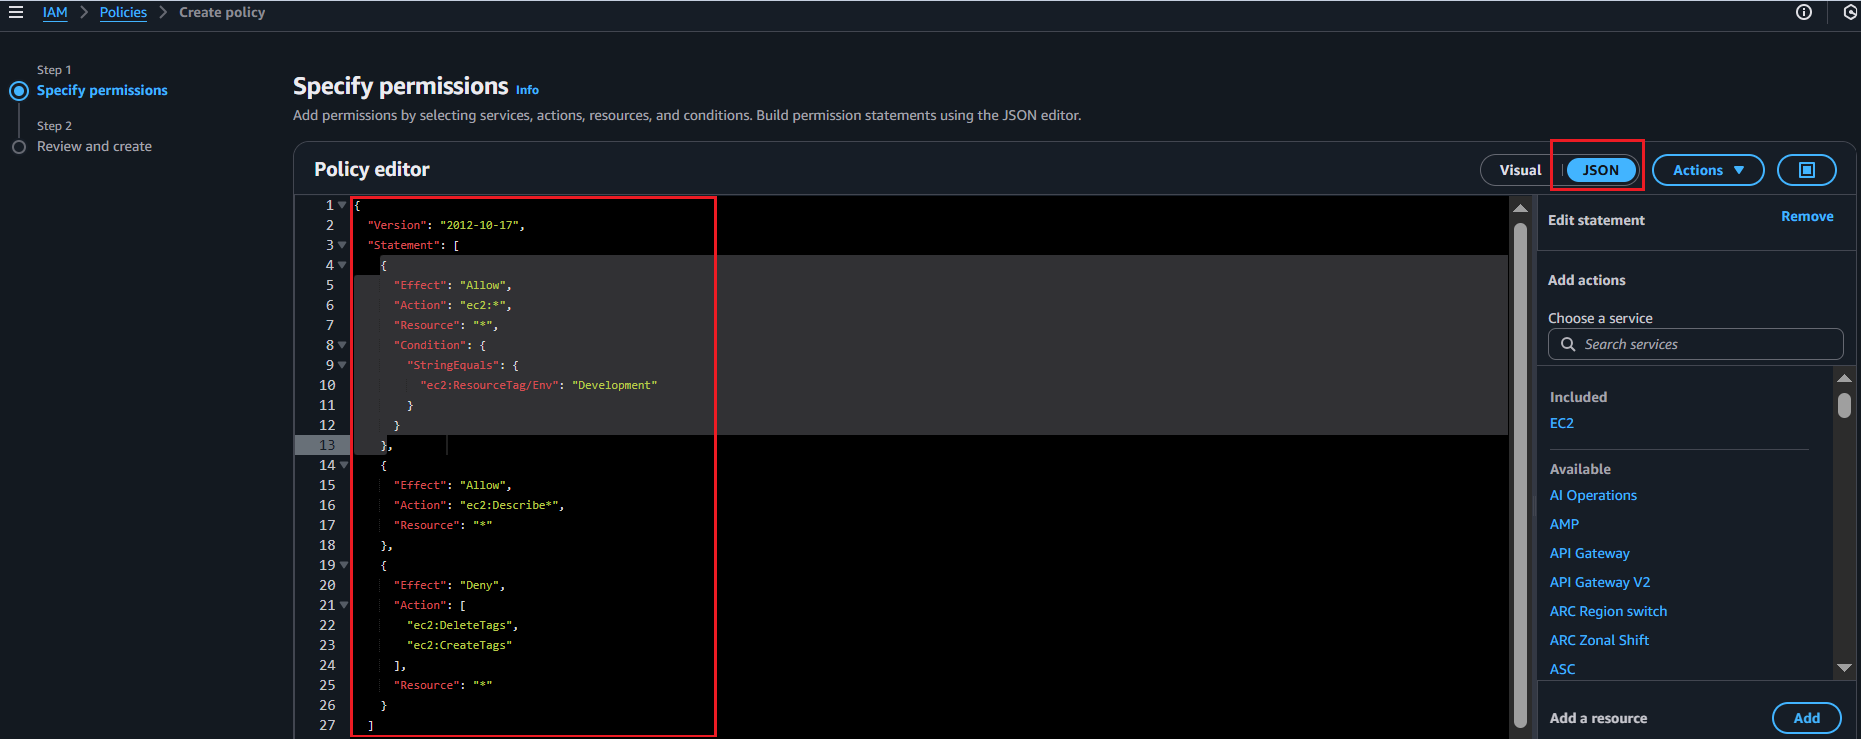 IAM > Policies > Create policy
Step 1
Specify permissions
Step 2
Review and create
Specify permissions Info
Add permissions by selecting services, actions, resources, and conditions. Build permission statements using the JSON editor.
Policy editor
Visual | JSON Actions
1 {
2 "Version": "2012-10-17",
3 "Statement": [
4 {
5 "Effect": "Allow",
6 "Action": "ec2:*",
7 "Resource": "*",
8 "Condition": {
9 "StringEquals": {
10 "ec2:ResourceTag/Env": "Development"
11 }
12 }
13 },
14 {
15 "Effect": "Allow",
16 "Action": "ec2:Describe*",
17 "Resource": "*"
18 },
19 {
20 "Effect": "Deny",
21 "Action": [
22 "ec2:DeleteTags",
23 "ec2:CreateTags"
24 ],
25 "Resource": "*"
26 }
27 ]
Edit statement Remove
Add actions
Choose a service
Search services
Included
EC2
Available
AI Operations
AMP
API Gateway
API Gateway V2
ARC Region switch
ARC Zonal Shift
ASC
Add a resource Add